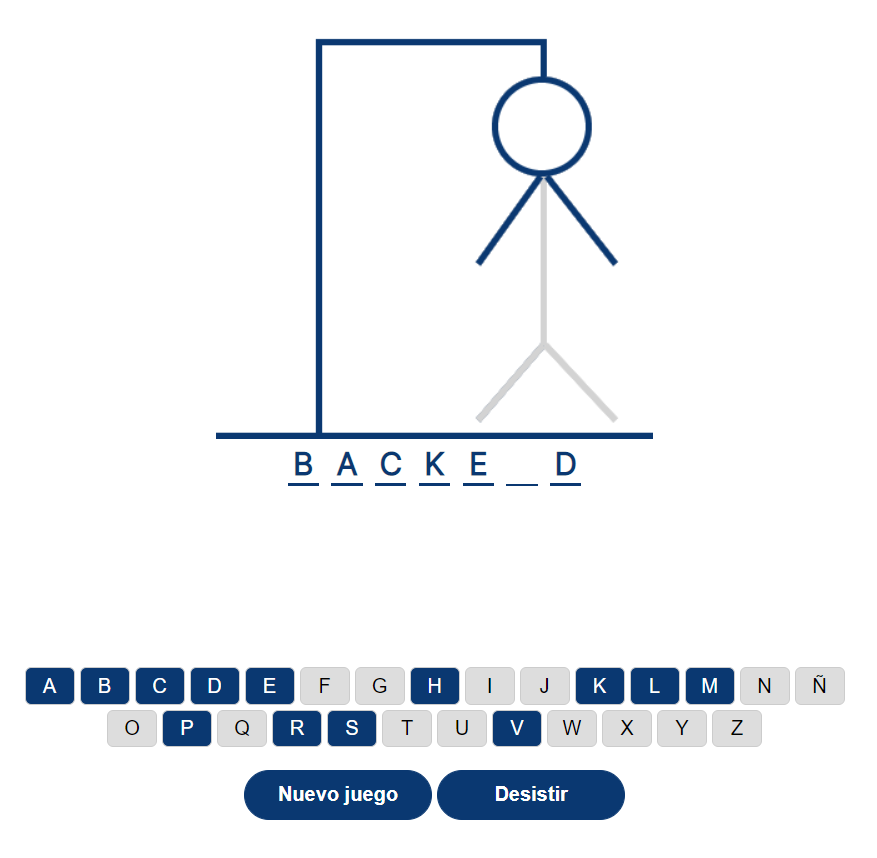 B A C K E _ D
A B C D E F G H I J K L M N Ñ
O P Q R S T U V W X Y Z
Nuevo juego Desistir